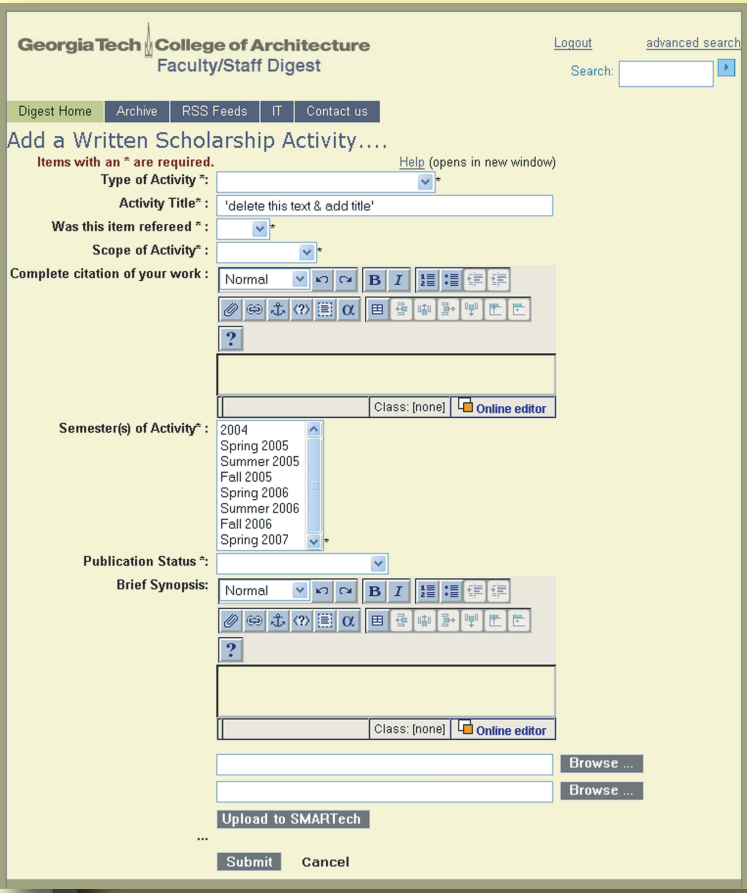 Georgia Tech College of Architecture
Faculty/Staff Digest
Logout advanced search
Search:
Digest Home Archive RSS Feeds IT Contact us
Add a Written Scholarship Activity....
Items with an * are required. Help (opens in new window)
Type of Activity *: *
Activity Title* : 'delete this text & add title'
Was this item refereed * : *
Scope of Activity* : *
Complete citation of your work : Normal B I
<?> α
?
Class: [none] Online editor
Semester(s) of Activity* : 2004
Spring 2005
Summer 2005
Fall 2005
Spring 2006
Summer 2006
Fall 2006
Spring 2007 *
Publication Status *:
Brief Synopsis: Normal B I
<?> α
?
Class: [none] Online editor
Browse ...
Browse ...
Upload to SMARTech
...
Submit Cancel